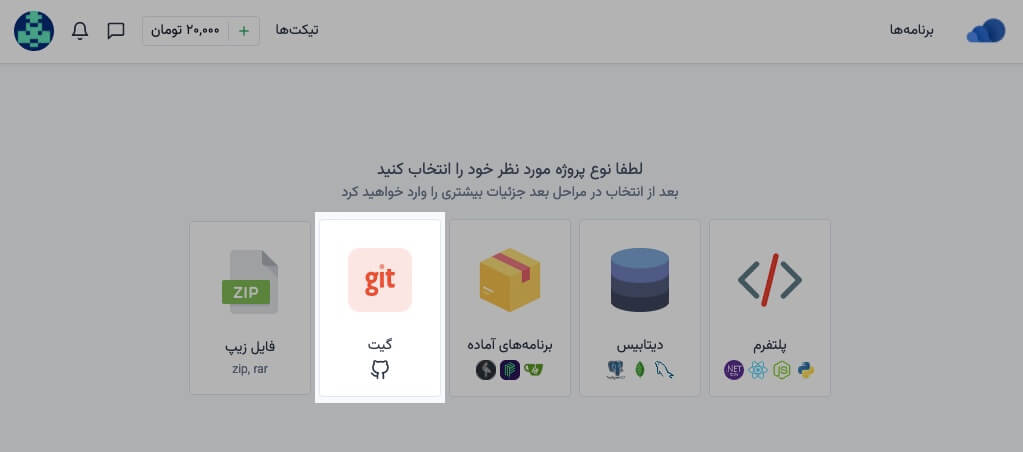 برنامه‌ها
تیکت‌ها
+ ۲۰,۰۰۰ تومان
لطفا نوع پروژه مورد نظر خود را انتخاب کنید
بعد از انتخاب در مراحل بعد جزئیات بیشتری را وارد خواهید کرد
پلتفرم
NET
دیتابیس
برنامه‌های آماده
git
گیت
ZIP
فایل زیپ
zip, rar